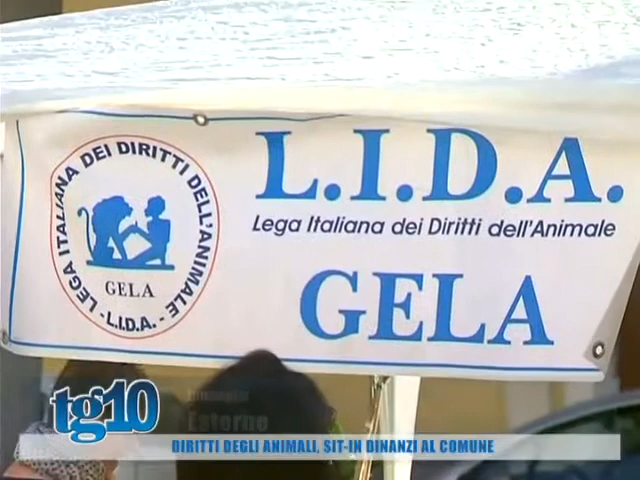 LEGA ITALIANA DEI DIRITTI DELL'ANIMALE
GELA
- L.I.D.A. -
L.I.D.A.
Lega Italiana dei Diritti dell'Animale
GELA
tg10
Esterno
DIRITTI DEGLI ANIMALI, SIT-IN DINANZI AL COMUNE